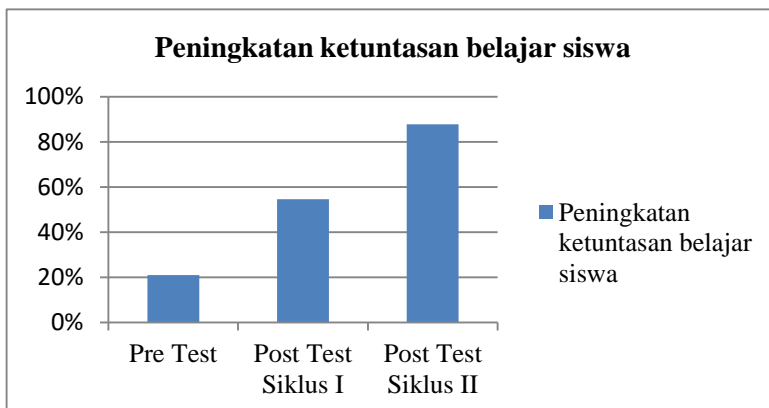 Peningkatan ketuntasan belajar siswa
100%
80%
60%
40%
20%
0%
Pre Test
Post Test
Siklus I
Post Test
Siklus II
Peningkatan
ketuntasan belajar
siswa